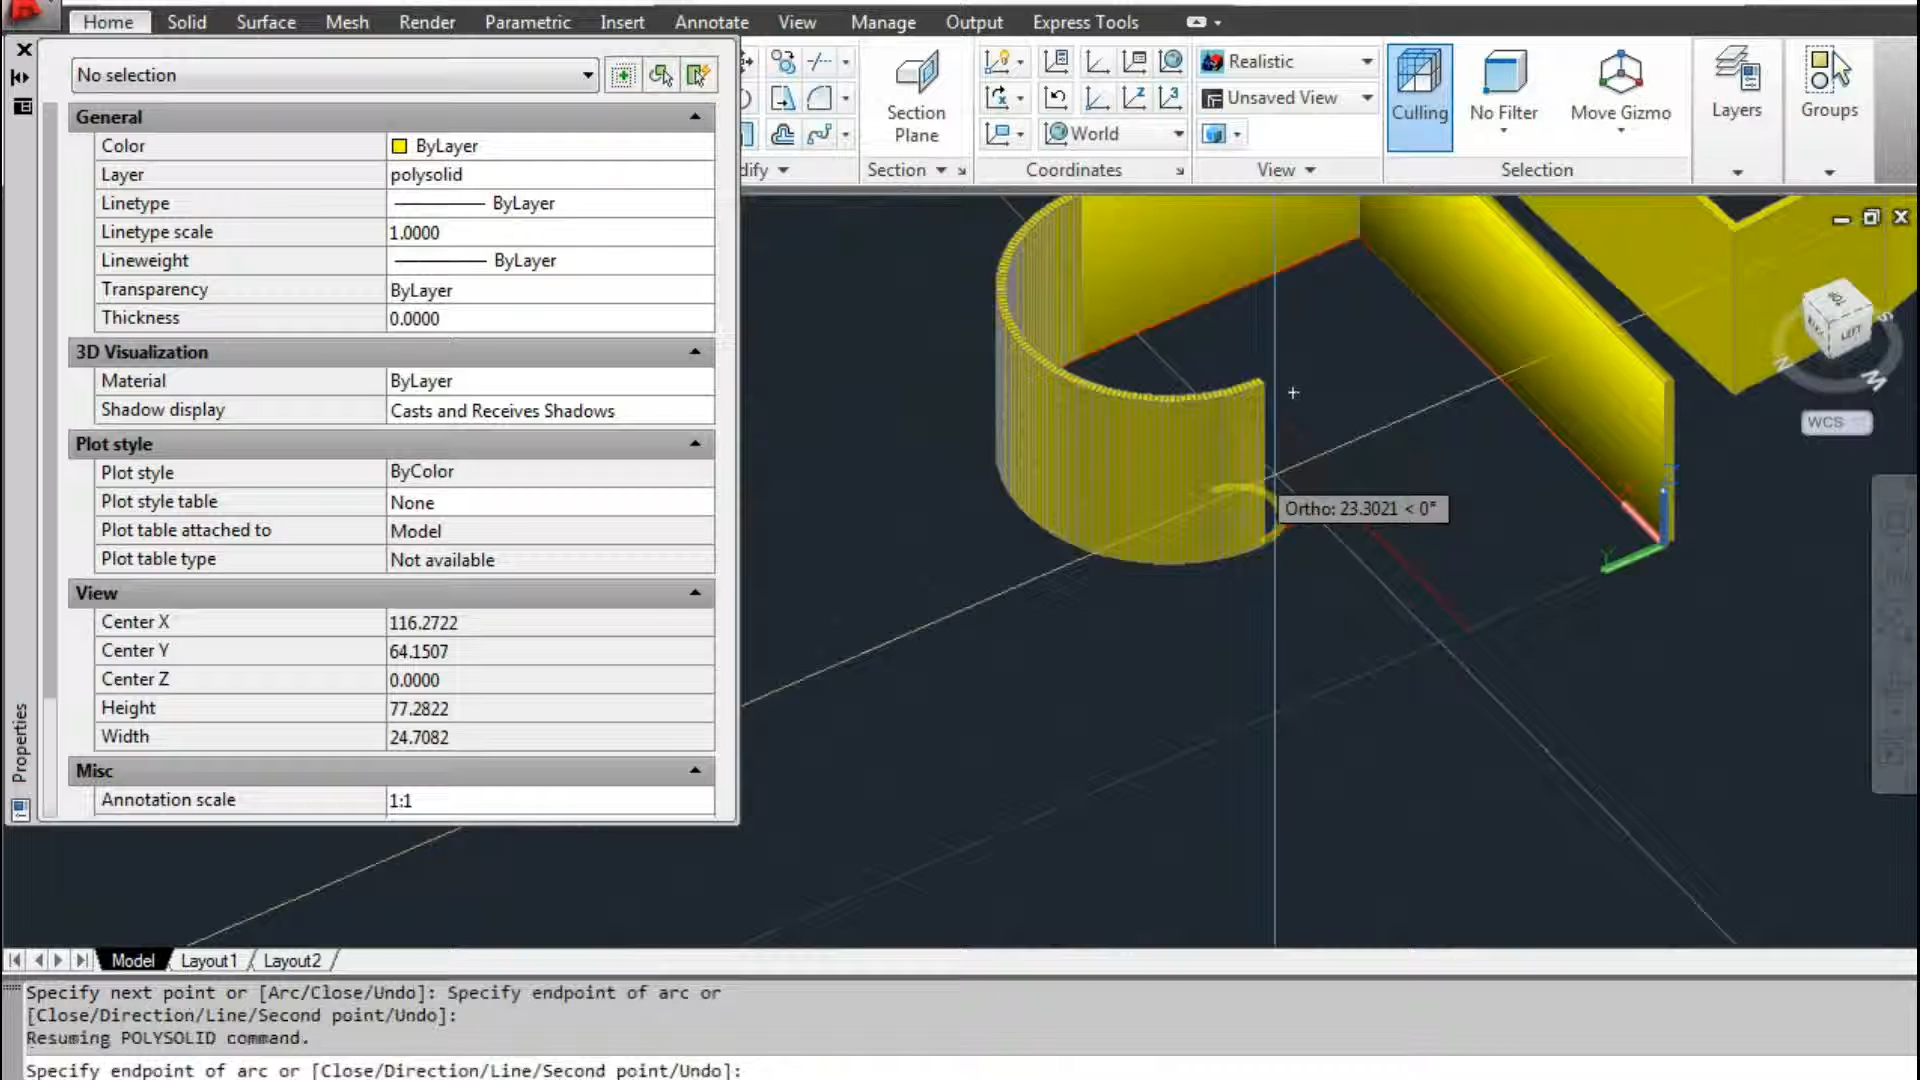 Home Solid Surface Mesh Render Parametric Insert Annotate View Manage Output Express Tools
No selection
General
Color ByLayer
Layer polysolid
Linetype ByLayer
Linetype scale 1.0000
Lineweight ByLayer
Transparency ByLayer
Thickness 0.0000
3D Visualization
Material ByLayer
Shadow display Casts and Receives Shadows
Plot style
Plot style ByColor
Plot style table None
Plot table attached to Model
Plot table type Not available
View
Center X 116.2722
Center Y 64.1507
Center Z 0.0000
Height 77.2822
Width 24.7082
Misc
Annotation scale 1:1
Properties
dify
Section Plane
Section
World
Coordinates
Realistic
Unsaved View
View
Culling
No Filter
Move Gizmo
Selection
Layers
Groups
TOP
LEFT
S
N
W
WCS
Ortho: 23.3021 < 0°
Z
Y
Model Layout1 Layout2
Specify next point or [Arc/Close/Undo]: Specify endpoint of arc or
[Close/Direction/Line/Second point/Undo]:
Resuming POLYSOLID command.
Specify endpoint of arc or [Close/Direction/Line/Second point/Undo]: